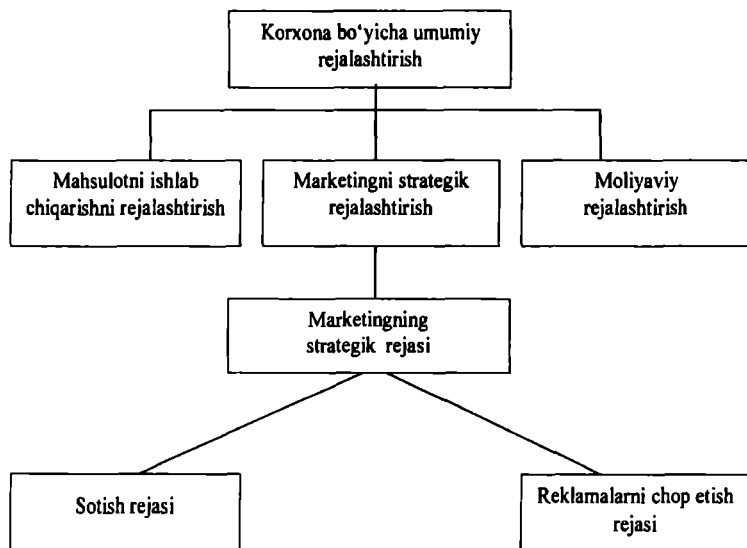 Korxona bo‘yicha umumiy
rejalashtirish
Mahsulotni ishlab
chiqarishni rejalashtirish
Marketingni strategik
rejalashtirish
Moliyaviy
rejalashtirish
Marketingning
strategik rejasi
Sotish rejasi
Reklamalarni chop etish
rejasi